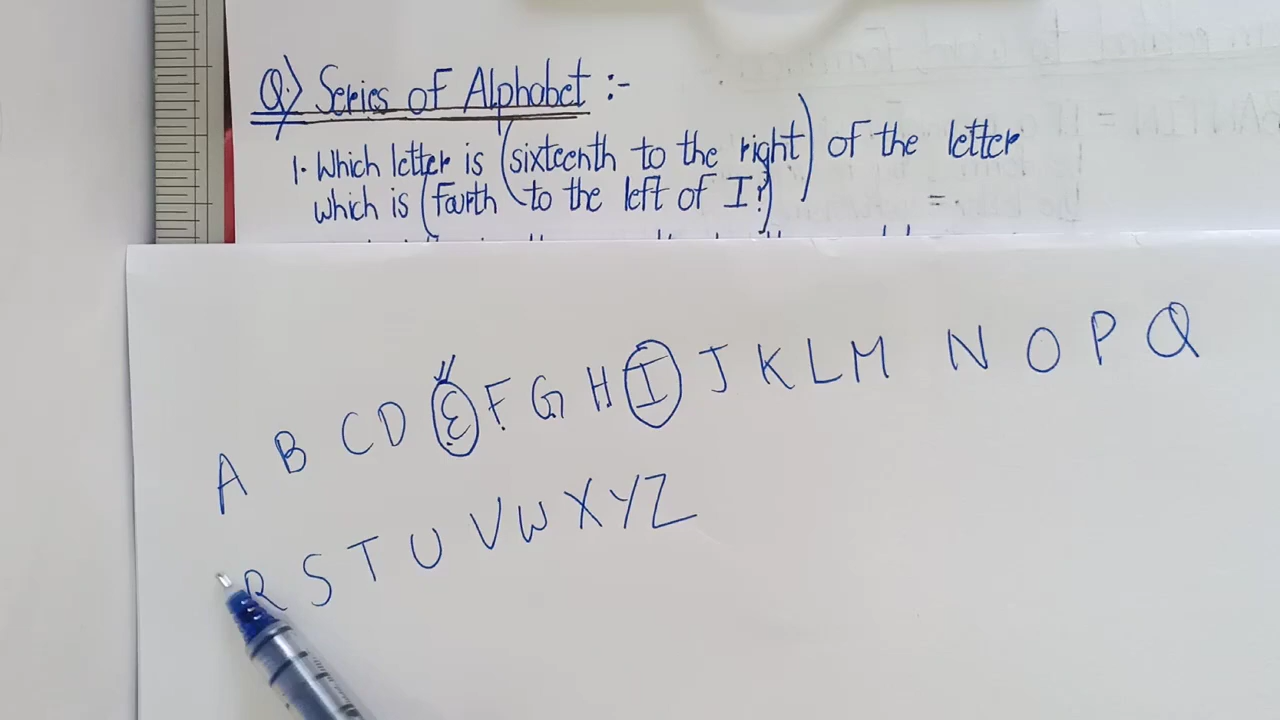 Q.) Series of Alphabet :-
1. Which letter is (sixteenth to the right) of the letter
which is (fourth to the left of I?)
A B C D E F G H I J K L M N O P Q
R S T U V W X Y Z